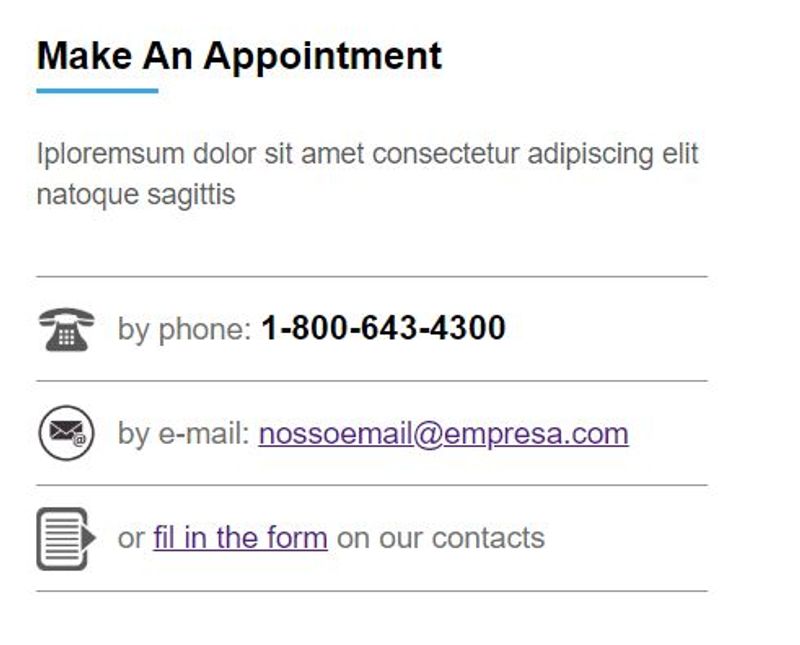 Make An Appointment
Iploremsum dolor sit amet consectetur adipiscing elit
natoque sagittis
by phone: 1-800-643-4300
by e-mail: nossoemail@empresa.com
or fil in the form on our contacts